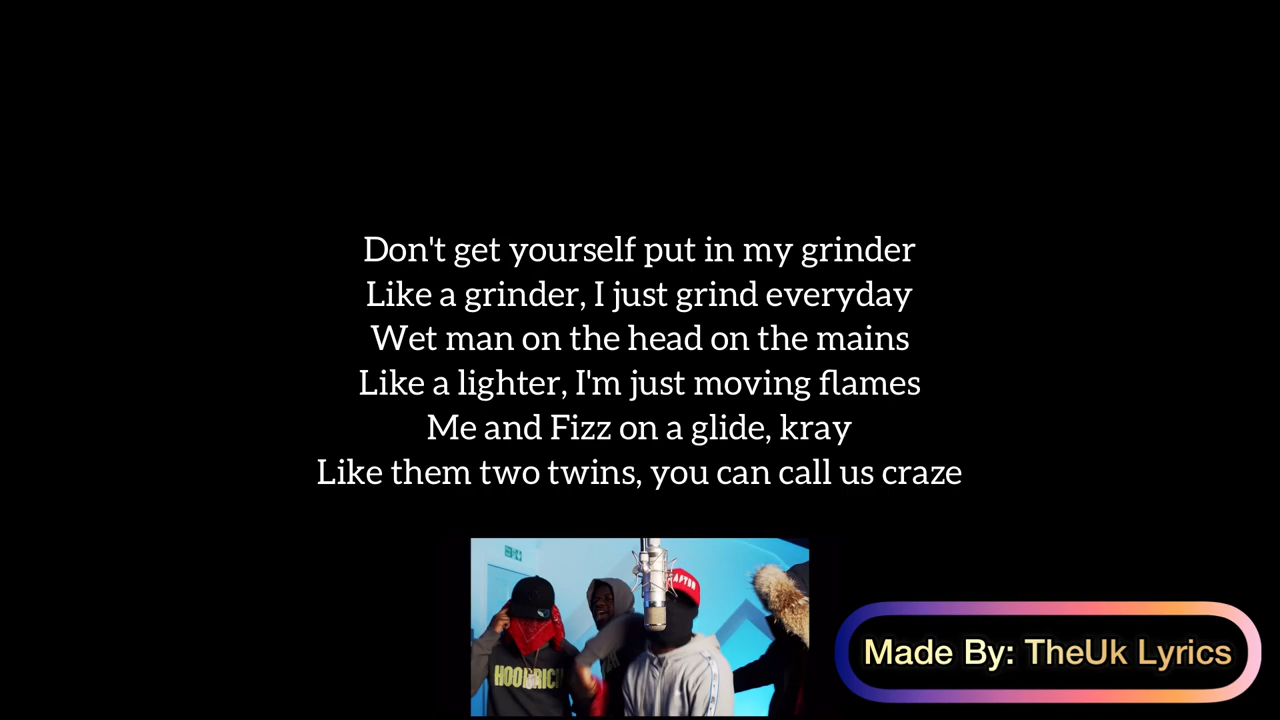 Don't get yourself put in my grinder
Like a grinder, I just grind everyday
Wet man on the head on the mains
Like a lighter, I'm just moving flames
Me and Fizz on a glide, kray
Like them two twins, you can call us craze
HOODRICH
Made By: TheUk Lyrics